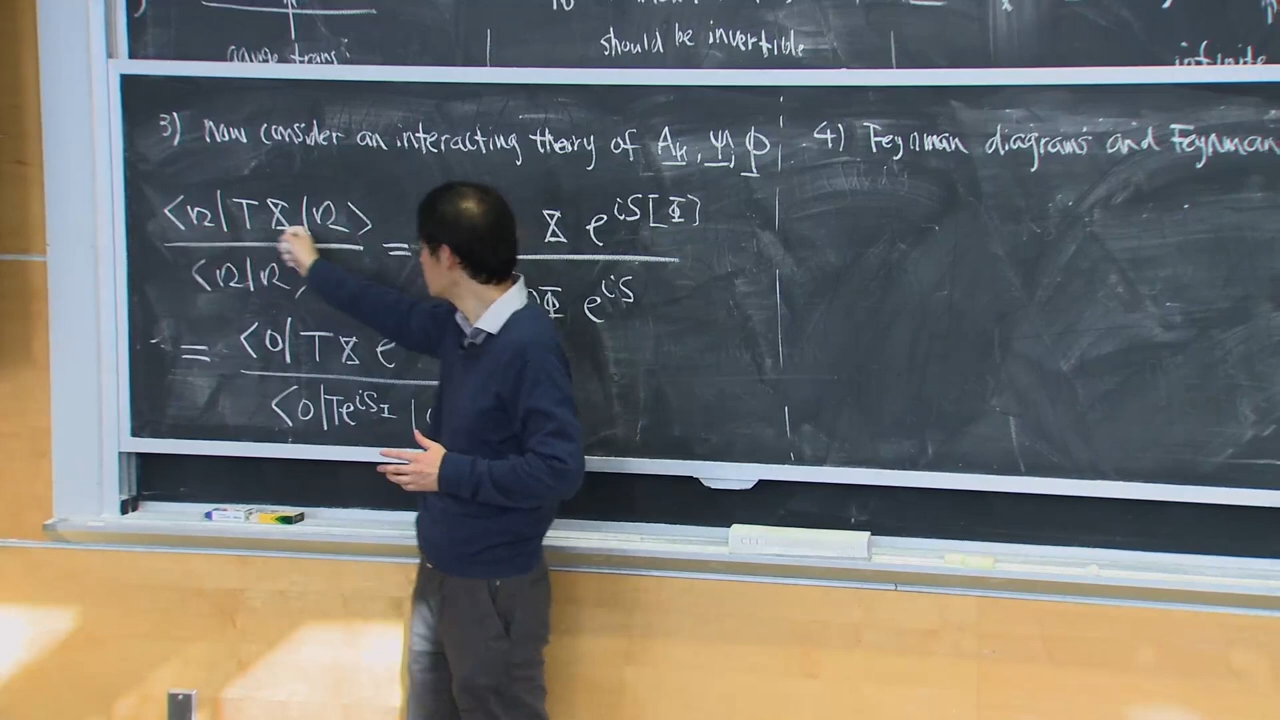 gauge trans
should be invertible
infinite
3) now consider an interacting theory of A_μ, ψ, φ
<Ω|T X|Ω>
<Ω|Ω
=
X e^{iS[Φ]}
DΦ e^{iS}
= <0|T X e
<0|T e^{iS_I} |0
4) Feynman diagrams and Feynman